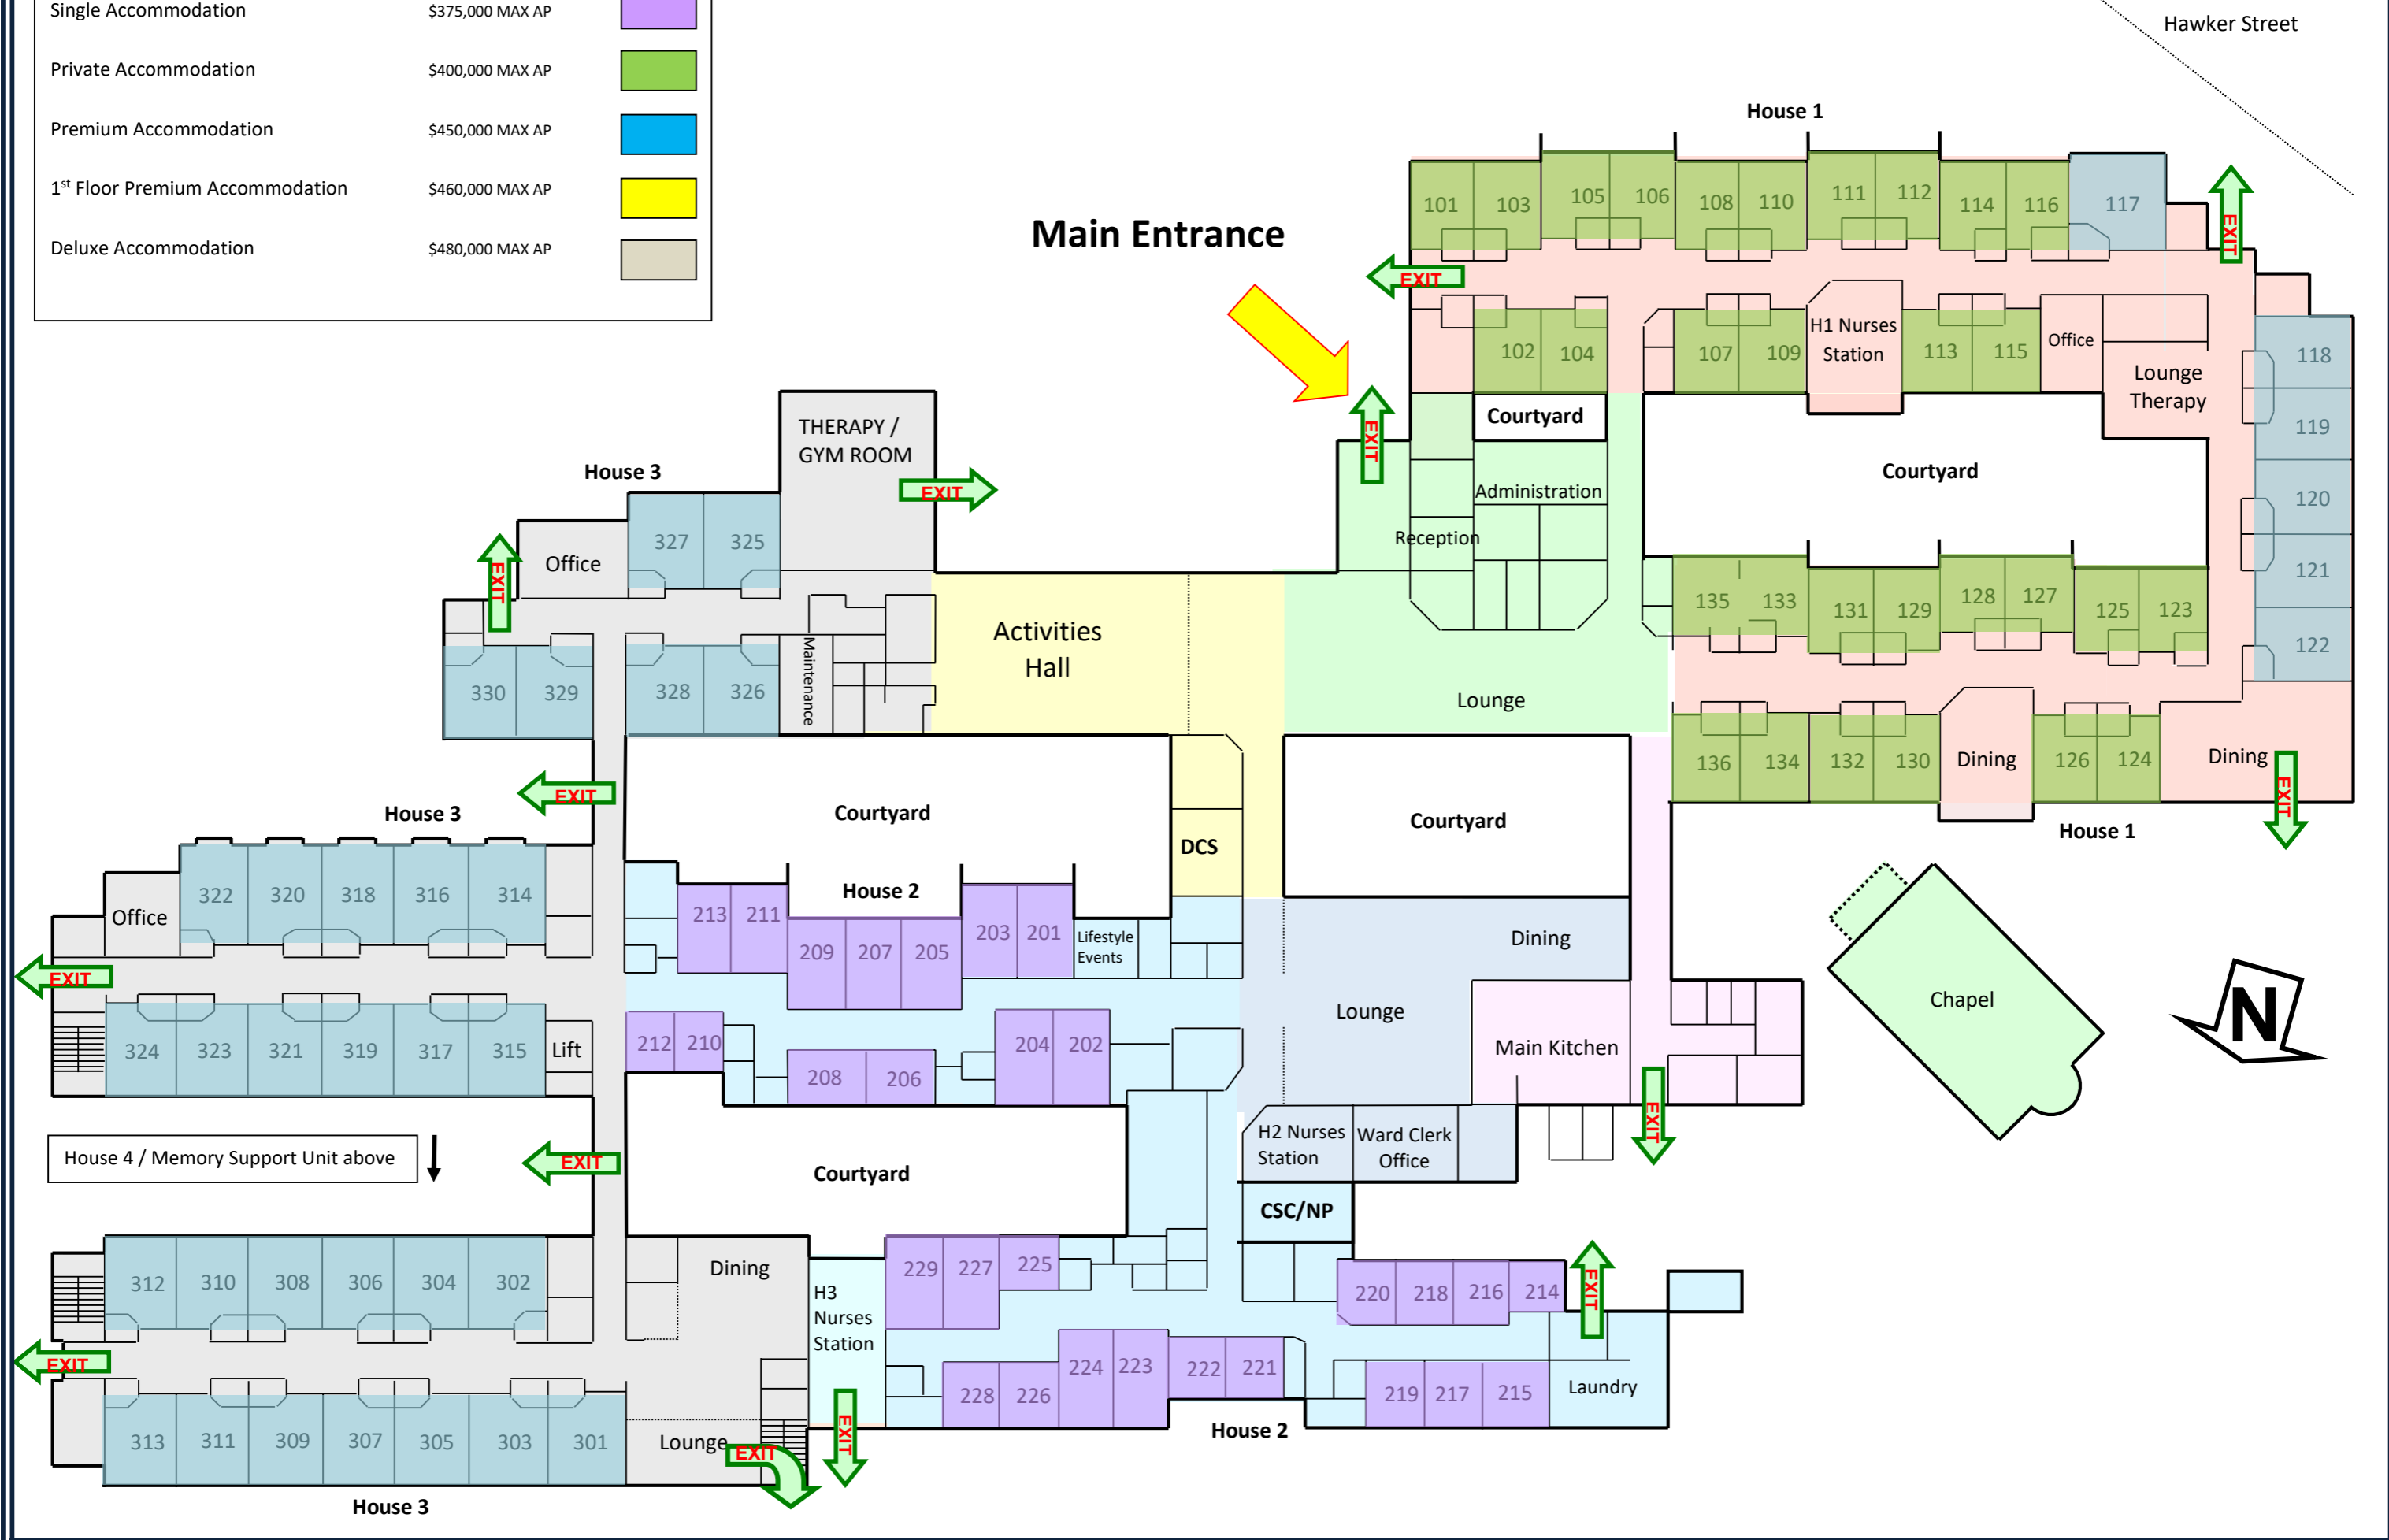 Single Accommodation $375,000 MAX AP
Private Accommodation $400,000 MAX AP
Premium Accommodation $450,000 MAX AP
1st Floor Premium Accommodation $460,000 MAX AP
Deluxe Accommodation $480,000 MAX AP
Hawker Street
House 1
Main Entrance
101 103 105 106 108 110 111 112 114 116 117
EXIT
EXIT
102 104 107 109
H1 Nurses
Station
113 115
Office
Lounge
Therapy
118
119
120
121
122
EXIT
Courtyard
Courtyard
Administration
Reception
Lounge
135 133 131 129 128 127 125 123
136 134 132 130
Dining
126 124
Dining
EXIT
House 1
THERAPY /
GYM ROOM
EXIT
House 3
327 325
Office
EXIT
330 329 328 326
Maintenance
Activities
Hall
EXIT
Courtyard
Courtyard
DCS
House 3
322 320 318 316 314
Office
EXIT
324 323 321 319 317 315
Lift
House 2
213 211 209 207 205 203 201
Lifestyle
Events
212 210 208 206 204 202
Dining
Lounge
Main Kitchen
EXIT
Chapel
N
House 4 / Memory Support Unit above
EXIT
Courtyard
H2 Nurses
Station
Ward Clerk
Office
CSC/NP
312 310 308 306 304 302
Dining
H3
Nurses
Station
229 227 225
220 218 216 214
EXIT
EXIT
313 311 309 307 305 303 301
Lounge
EXIT
EXIT
228 226 224 223 222 221
219 217 215
Laundry
House 2
House 3